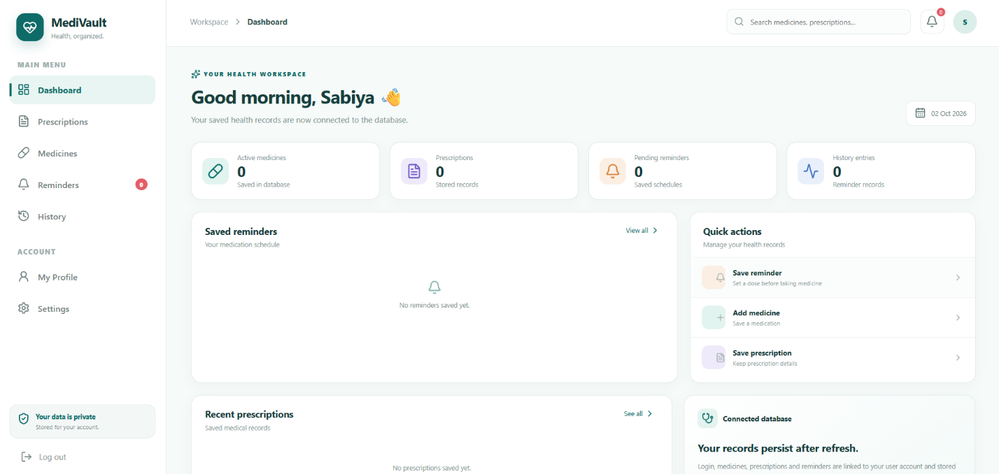 MediVault
Health, organized.
MAIN MENU
Dashboard
Prescriptions
Medicines
Reminders
0
History
ACCOUNT
My Profile
Settings
Your data is private
Stored for your account.
Log out
Workspace
Dashboard
Search medicines, prescriptions...
0
S
YOUR HEALTH WORKSPACE
Good morning, Sabiya 👋
Your saved health records are now connected to the database.
02 Oct 2026
Active medicines
0
Saved in database
Prescriptions
0
Stored records
Pending reminders
0
Saved schedules
History entries
0
Reminder records
Saved reminders
View all
Your medication schedule
No reminders saved yet.
Quick actions
Manage your health records
Save reminder
Set a dose before taking medicine
Add medicine
Save a medication
Save prescription
Keep prescription details
Recent prescriptions
See all
Saved medical records
No prescriptions saved yet.
Connected database
Your records persist after refresh.
Login, medicines, prescriptions and reminders are linked to your user account and stored